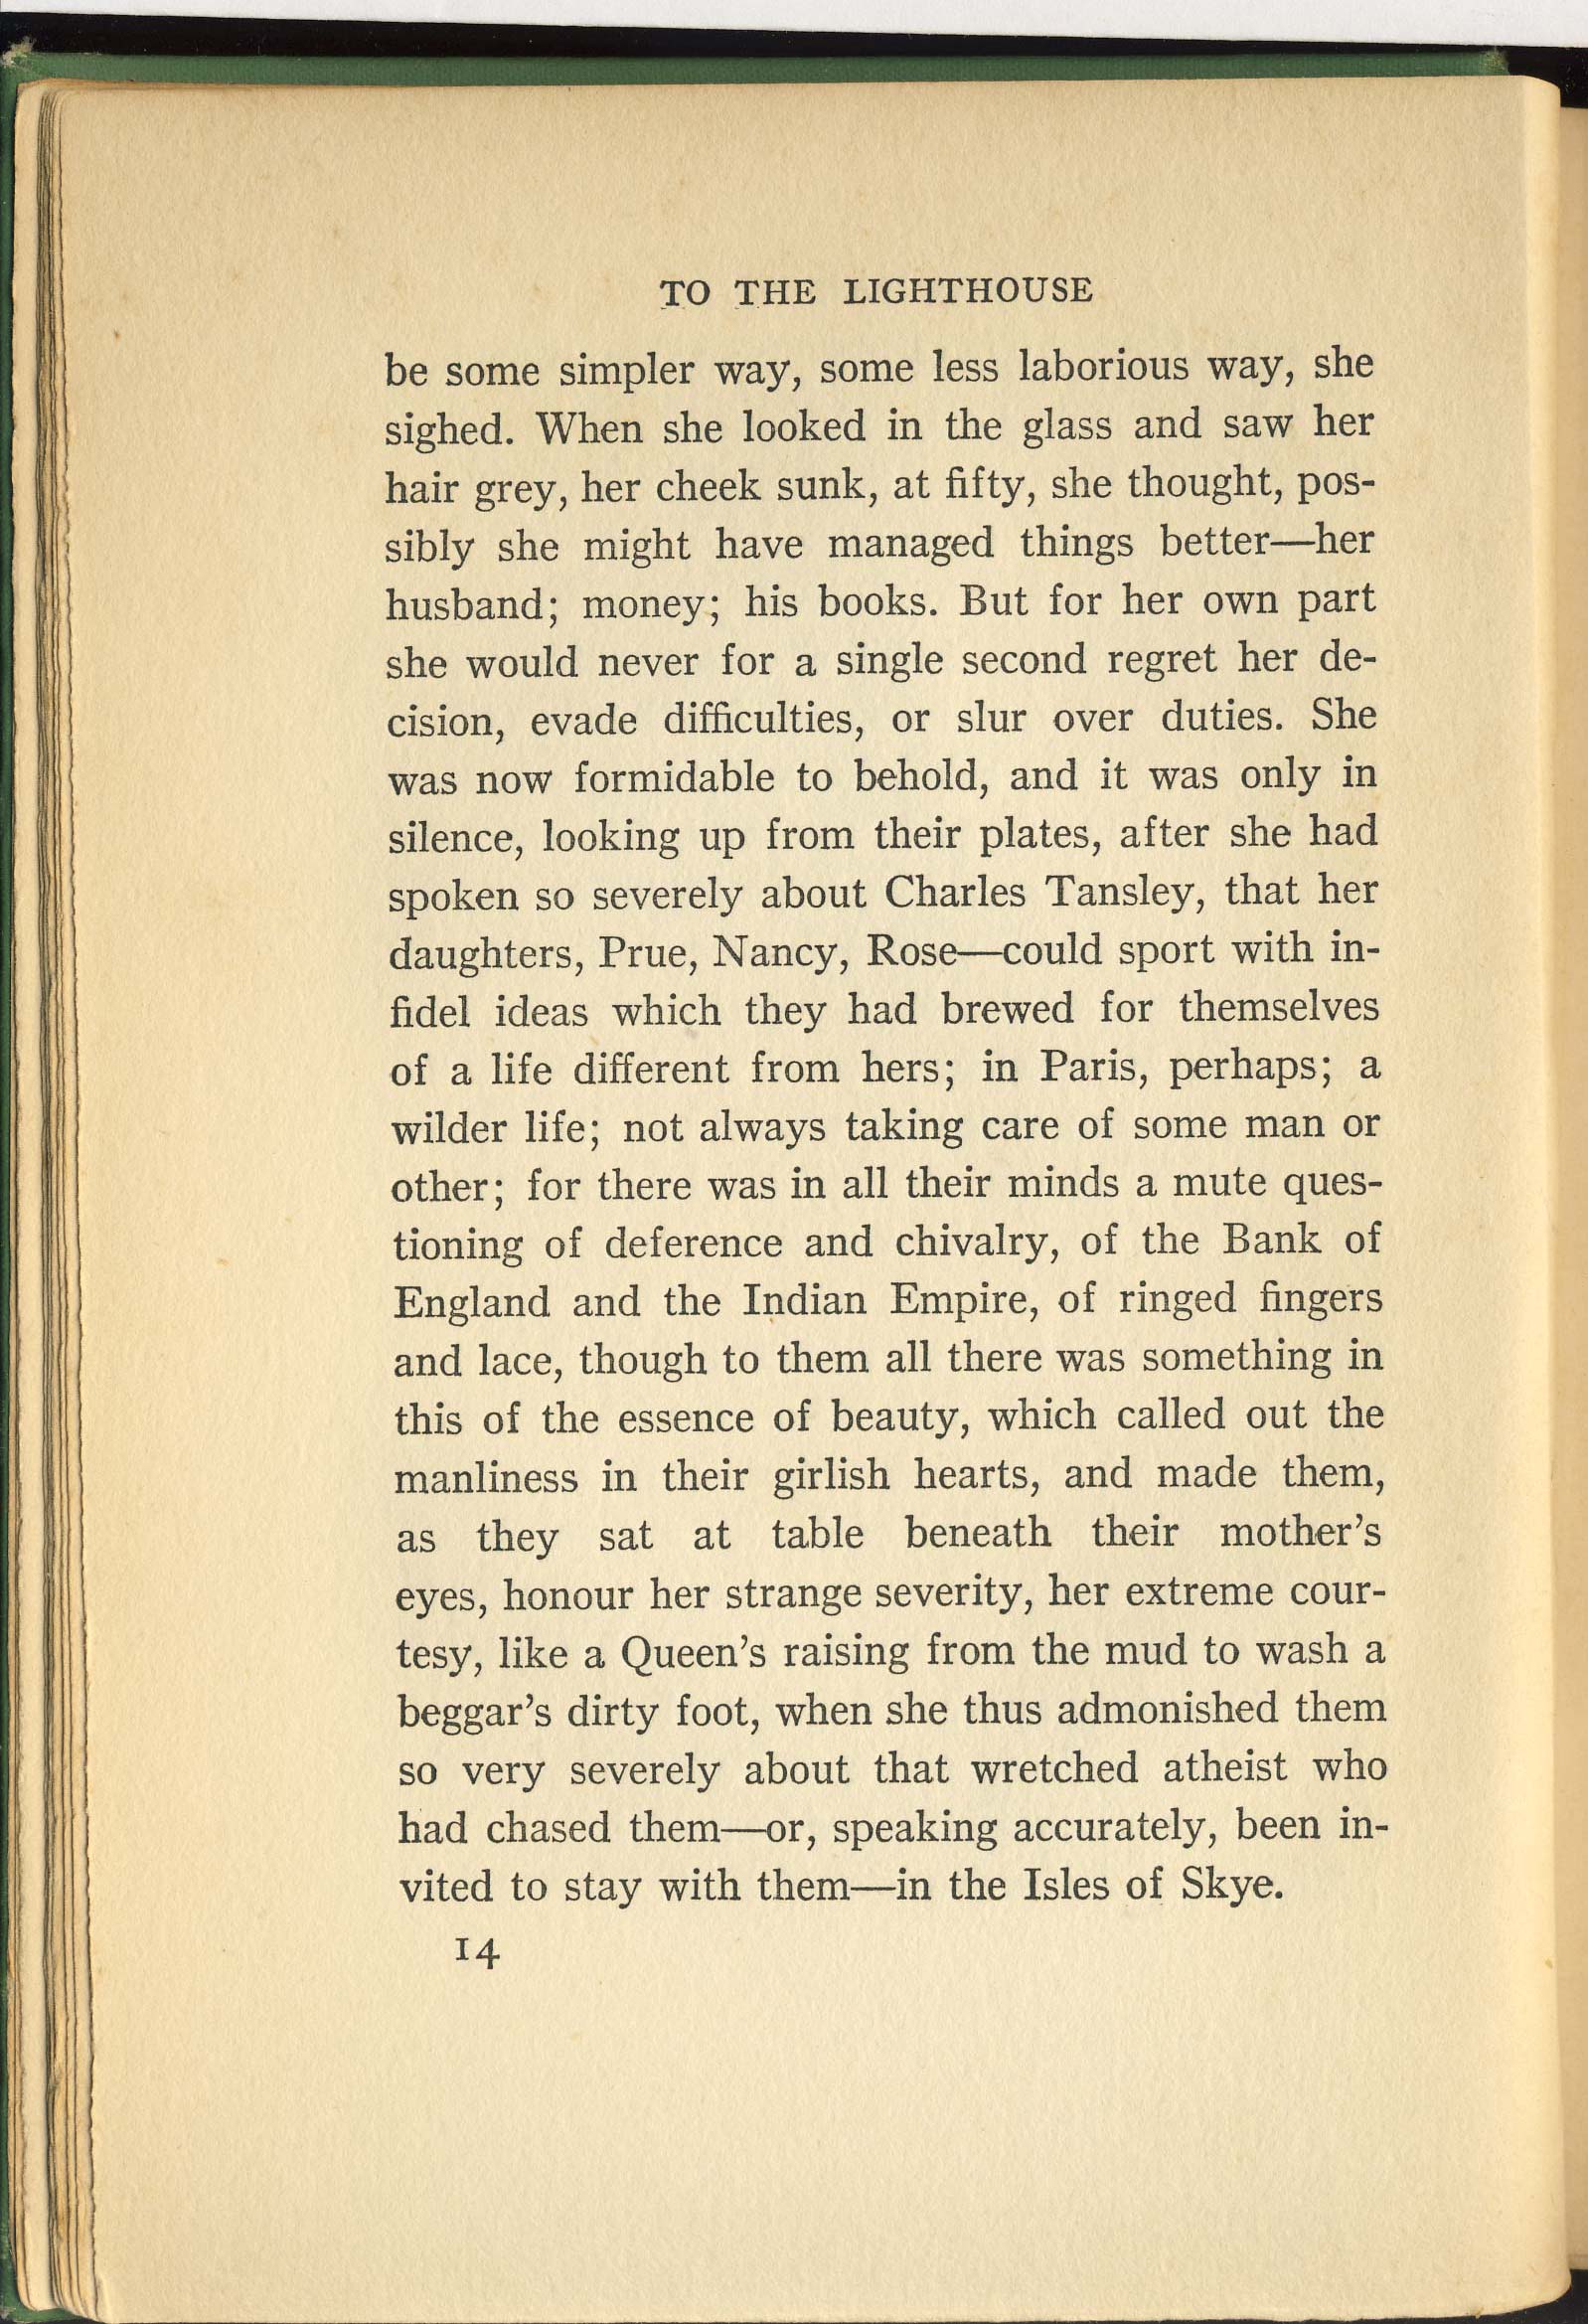 TO THE LIGHTHOUSE
be some simpler way, some less laborious way, she
sighed. When she looked in the glass and saw her
hair grey, her cheek sunk, at fifty, she thought, pos-
sibly she might have managed things better—her
husband; money; his books. But for her own part
she would never for a single second regret her de-
cision, evade difficulties, or slur over duties. She
was now formidable to behold, and it was only in
silence, looking up from their plates, after she had
spoken so severely about Charles Tansley, that her
daughters, Prue, Nancy, Rose—could sport with in-
fidel ideas which they had brewed for themselves
of a life different from hers; in Paris, perhaps; a
wilder life; not always taking care of some man or
other; for there was in all their minds a mute ques-
tioning of deference and chivalry, of the Bank of
England and the Indian Empire, of ringed fingers
and lace, though to them all there was something in
this of the essence of beauty, which called out the
manliness in their girlish hearts, and made them,
as they sat at table beneath their mother’s
eyes, honour her strange severity, her extreme cour-
tesy, like a Queen’s raising from the mud to wash a
beggar’s dirty foot, when she thus admonished them
so very severely about that wretched atheist who
had chased them—or, speaking accurately, been in-
vited to stay with them—in the Isles of Skye.
14